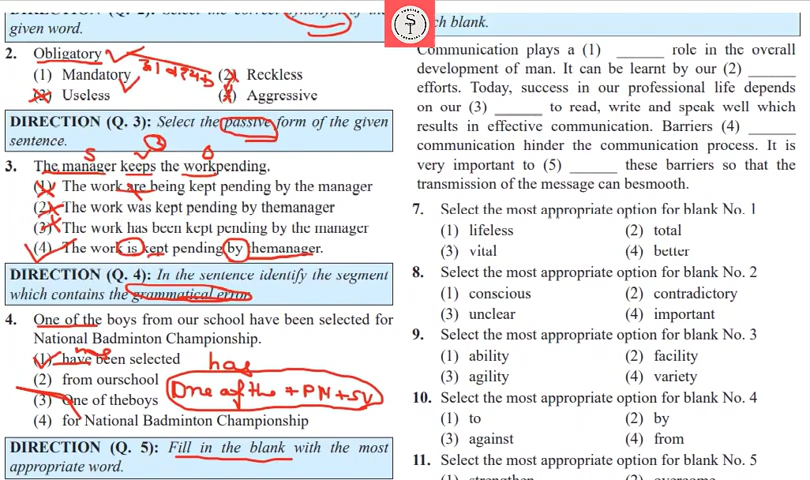 DIRECTION (Q. 2): Select the correct synonym of the
given word.
2. Obligatory
(1) Mandatory (2) Reckless
(3) Useless (4) Aggressive
DIRECTION (Q. 3): Select the passive form of the given
sentence.
S O
3. The manager keeps the workpending.
(1) The work are being kept pending by the manager
(2) The work was kept pending by themanager
(3) The work has been kept pending by the manager
(4) The work is kept pending by themanager.
DIRECTION (Q. 4): In the sentence identify the segment
which contains the grammatical error.
4. One of the boys from our school have been selected for
National Badminton Championship.
(1) have been selected
has
(2) from ourschool
One of the + PN + SV
(3) One of theboys
(4) for National Badminton Championship
DIRECTION (Q. 5): Fill in the blank with the most
appropriate word.
ST
ch blank.
Communication plays a (1) ______ role in the overall
development of man. It can be learnt by our (2) ______
efforts. Today, success in our professional life depends
on our (3) ______ to read, write and speak well which
results in effective communication. Barriers (4) ______
communication hinder the communication process. It is
very important to (5) ______ these barriers so that the
transmission of the message can besmooth.
7. Select the most appropriate option for blank No. 1
(1) lifeless (2) total
(3) vital (4) better
8. Select the most appropriate option for blank No. 2
(1) conscious (2) contradictory
(3) unclear (4) important
9. Select the most appropriate option for blank No. 3
(1) ability (2) facility
(3) agility (4) variety
10. Select the most appropriate option for blank No. 4
(1) to (2) by
(3) against (4) from
11. Select the most appropriate option for blank No. 5
(1) strengthen (2) overcome